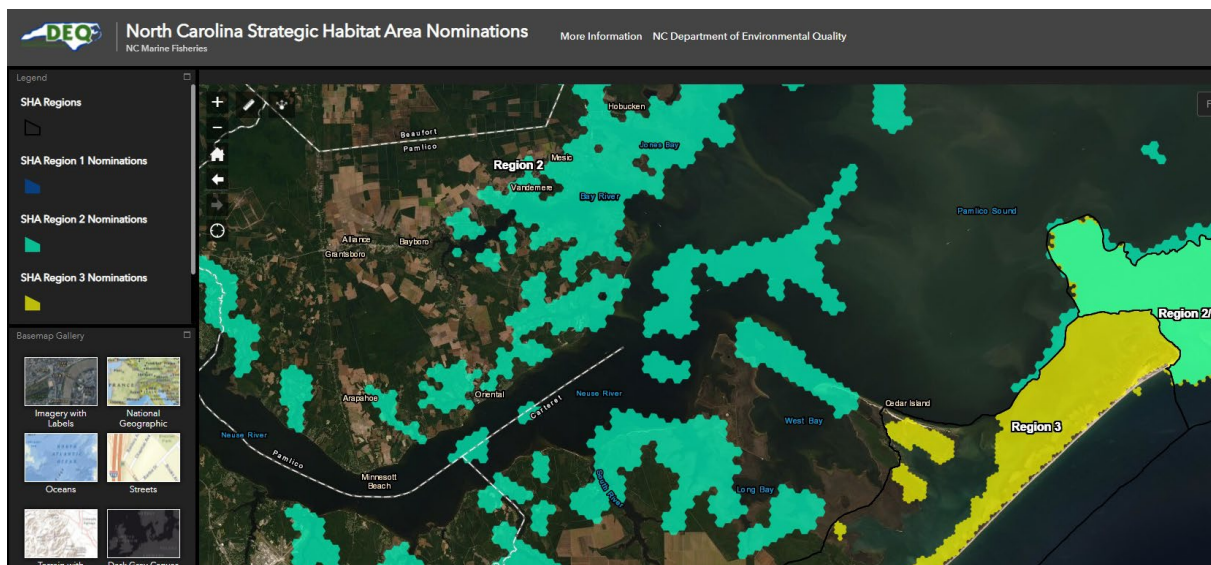 DEQ
North Carolina Strategic Habitat Area Nominations
NC Marine Fisheries
More Information
NC Department of Environmental Quality
Legend
SHA Regions
SHA Region 1 Nominations
SHA Region 2 Nominations
SHA Region 3 Nominations
Basemap Gallery
Imagery with
Labels
National
Geographic
Oceans
Streets
Hobucken
Beaufort
Pamlico
Jones Bay
Region 2
Mesic
Vandemere
Bay River
Pamlico Sound
Alliance
Bayboro
Grantsboro
Region 2/
Oriental
Arapahoe
Carteret
Neuse River
Cedar Island
West Bay
Region 3
Neuse River
Pamlico
Minnesott
Beach
South River
Long Bay